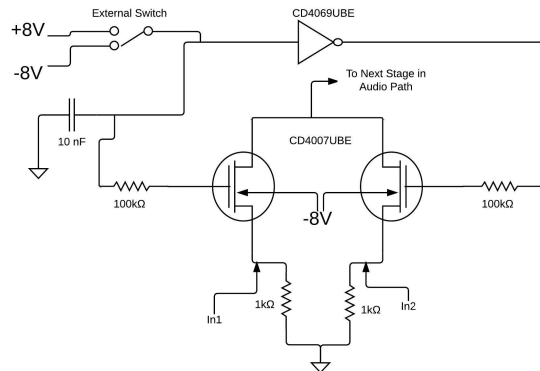 External Switch
CD4069UBE
+8V
-8V
To Next Stage in
Audio Path
10 nF
CD4007UBE
100kΩ
-8V
100kΩ
In1
1kΩ
1kΩ
In2